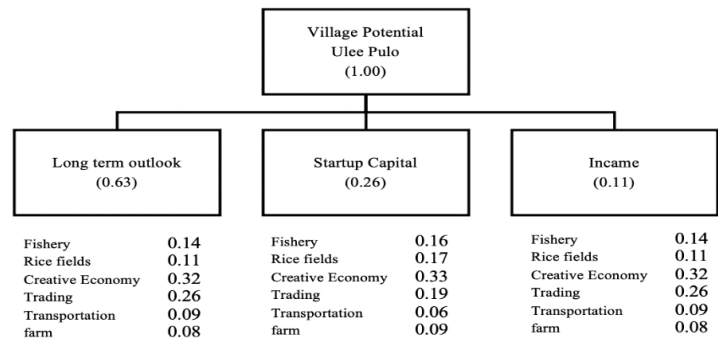 Village Potential
Ulee Pulo
(1.00)
Long term outlook
(0.63)
Startup Capital
(0.26)
Income
(0.11)
Fishery 0.14
Rice fields 0.11
Creative Economy 0.32
Trading 0.26
Transportation 0.09
farm 0.08
Fishery 0.16
Rice fields 0.17
Creative Economy 0.33
Trading 0.19
Transportation 0.06
farm 0.09
Fishery 0.14
Rice fields 0.11
Creative Economy 0.32
Trading 0.26
Transportation 0.09
farm 0.08